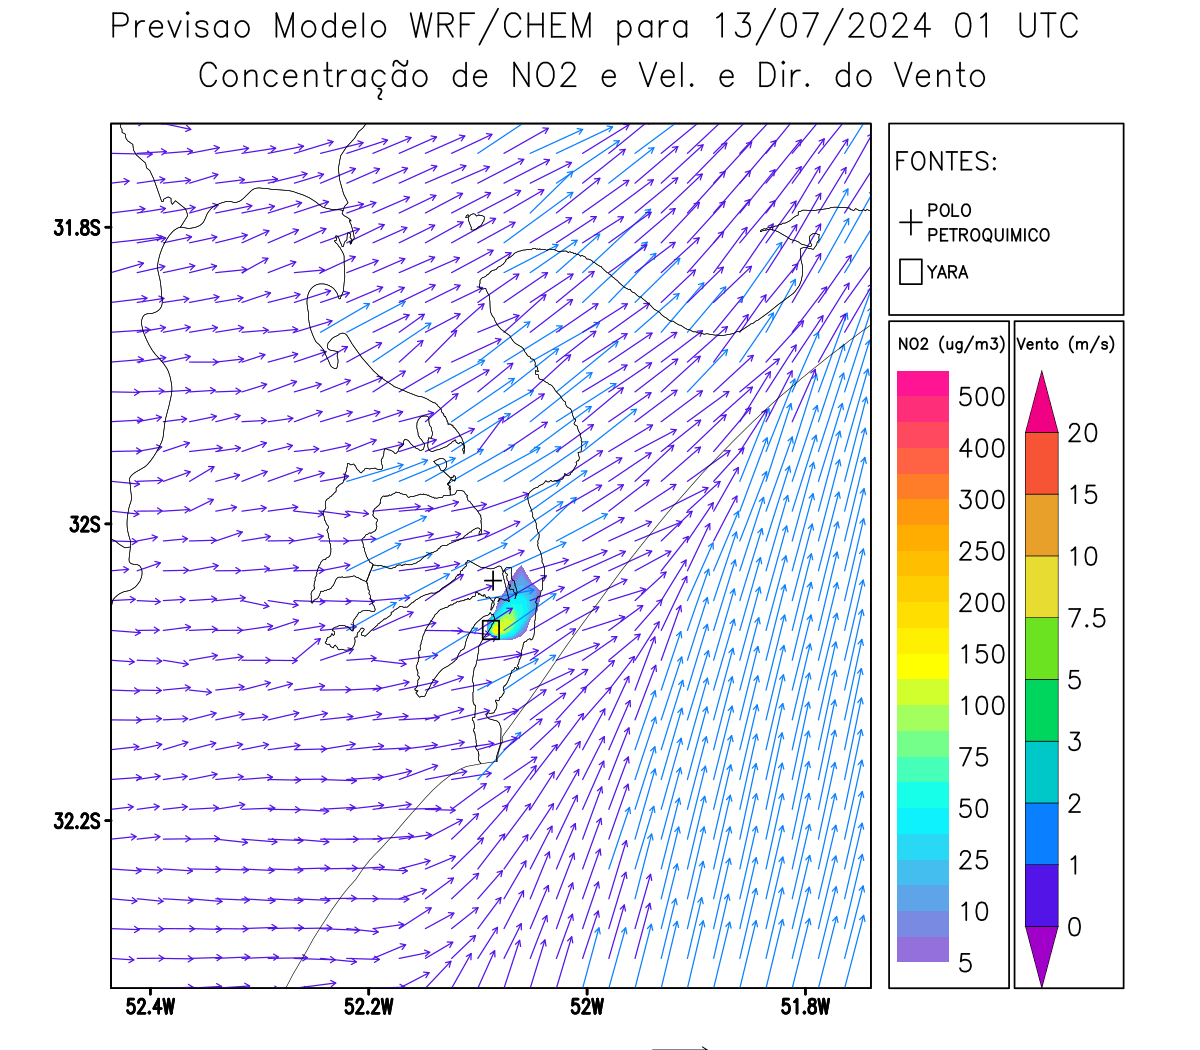 Previsao Modelo WRF/CHEM para 13/07/2024 01 UTC
Concentração de NO2 e Vel. e Dir. do Vento
FONTES:
POLO
PETROQUIMICO
YARA
NO2 (ug/m3)
500
400
300
250
200
150
100
75
50
25
10
5
Vento (m/s)
20
15
10
7.5
5
3
2
1
0
31.8S
32S
32.2S
52.4W
52.2W
52W
51.8W